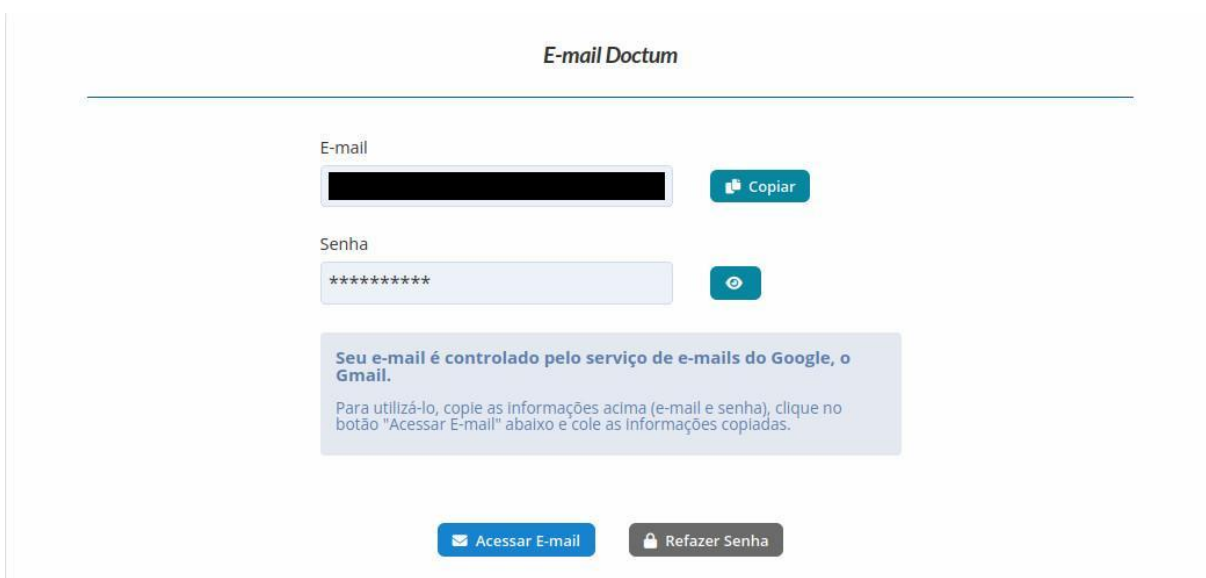 E-mail Doctum
E-mail
Copiar
Senha
**********
Seu e-mail é controlado pelo serviço de e-mails do Google, o
Gmail.
Para utilizá-lo, copie as informações acima (e-mail e senha), clique no
botão "Acessar E-mail" abaixo e cole as informações copiadas.
Acessar E-mail
Refazer Senha